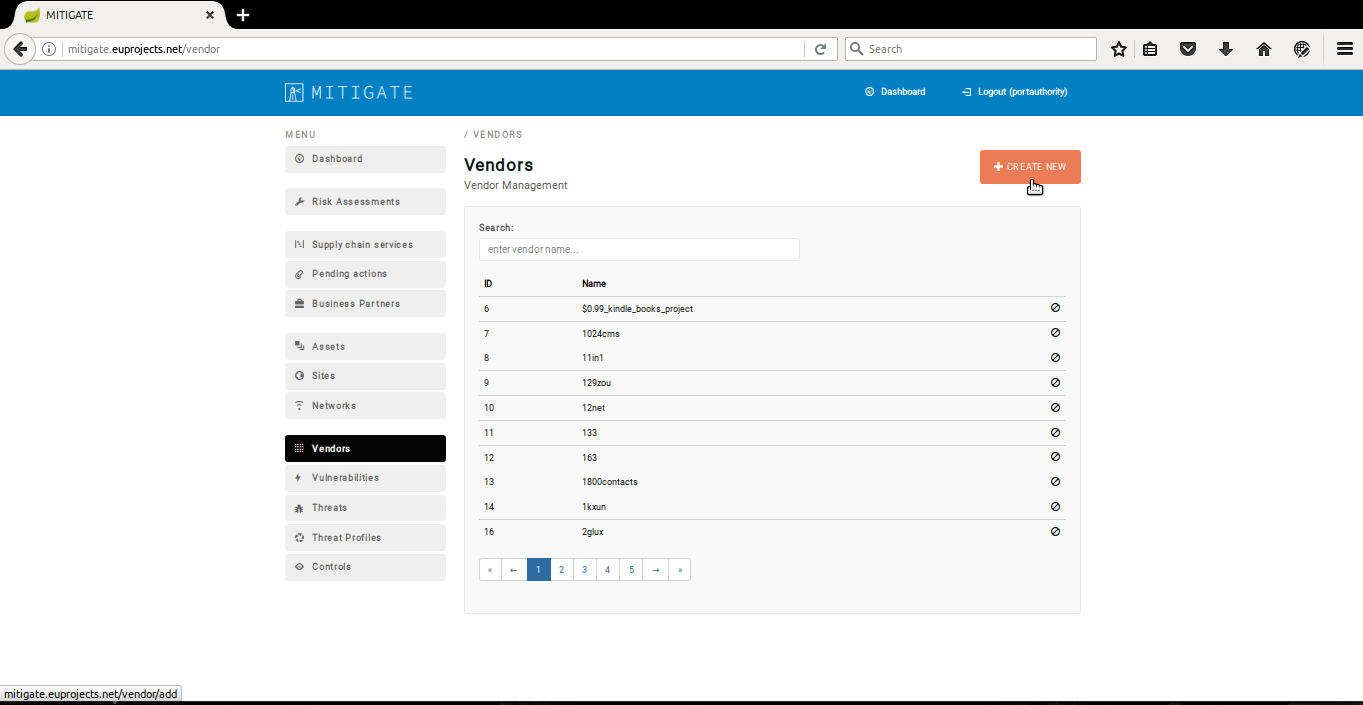 MITIGATE
mitigate.euprojects.net/vendor
Search
MITIGATE
Dashboard
Logout (portauthority)
MENU
Dashboard
Risk Assessments
Supply chain services
Pending actions
Business Partners
Assets
Sites
Networks
Vendors
Vulnerabilities
Threats
Threat Profiles
Controls
/ VENDORS
Vendors
Vendor Management
CREATE NEW
Search:
enter vendor name...
ID Name
6 $0.99_kindle_books_project
7 1024cms
8 11in1
9 129zou
10 12net
11 133
12 163
13 1800contacts
14 1kxun
16 2glux
« ← 1 2 3 4 5 → »
mitigate.euprojects.net/vendor/add